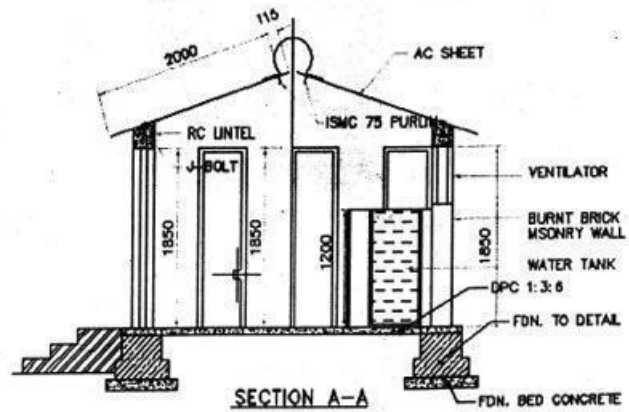 115
2000
AC SHEET
ISMC 75 PURLIN
RC LINTEL
J-BOLT
VENTILATOR
1850
1850
1200
1850
BURNT BRICK
MSONRY WALL
WATER TANK
DPC 1:3:6
FDN. TO DETAIL
SECTION A-A
FDN. BED CONCRETE